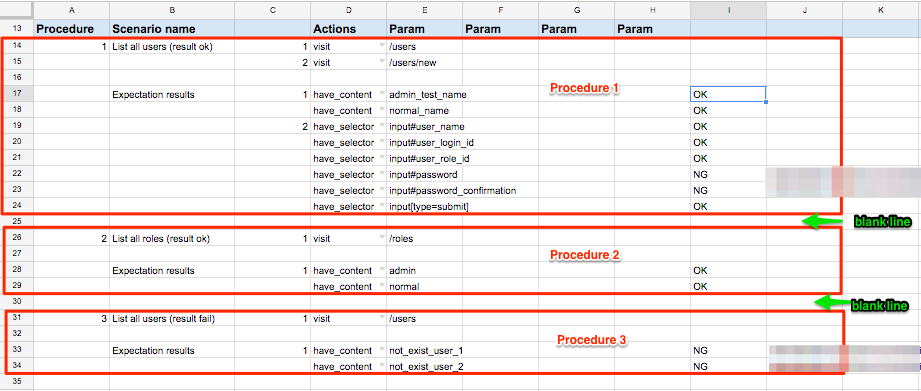 A B C D E F G H I J K
13 Procedure Scenario name Actions Param Param Param Param
14 1 List all users (result ok) 1 visit /users
15 2 visit /users/new
16
Procedure 1
17 Expectation results 1 have_content admin_test_name OK
18 have_content normal_name OK
19 2 have_selector input#user_name OK
20 have_selector input#user_login_id OK
21 have_selector input#user_role_id OK
22 have_selector input#password NG
23 have_selector input#password_confirmation NG
24 have_selector input[type=submit] OK
25 blank line
26 2 List all roles (result ok) 1 visit /roles
27 Procedure 2
28 Expectation results 1 have_content admin OK
29 have_content normal OK
30 blank line
31 3 List all users (result fail) 1 visit /users
32 Procedure 3
33 Expectation results 1 have_content not_exist_user_1 NG
34 have_content not_exist_user_2 NG
35